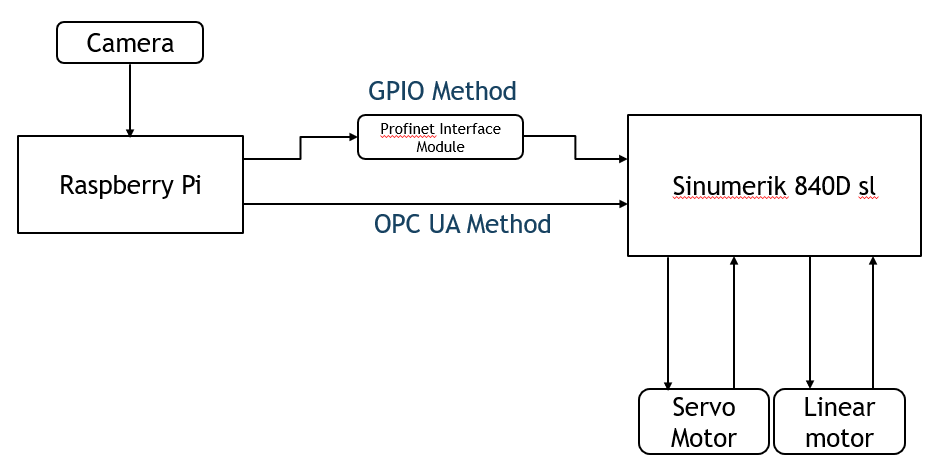 Camera
GPIO Method
Profinet Interface
Module
Raspberry Pi
Sinumerik 840D sl
OPC UA Method
Servo
Motor
Linear
motor